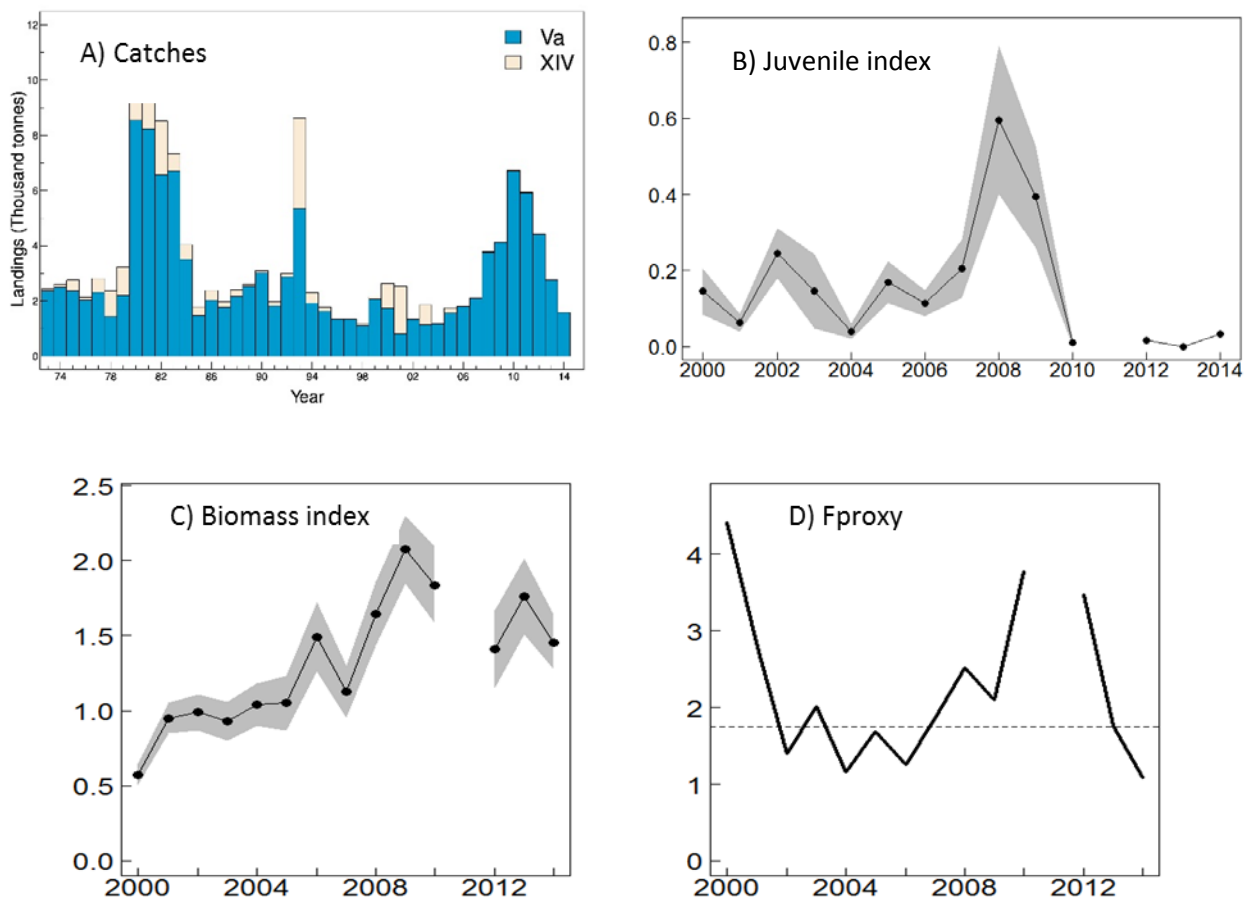 A) Catches
Va
XIV
Landings (Thousand tonnes)
12
10
8
6
4
2
0
74 78 82 86 90 94 98 02 06 10 14
Year
B) Juvenile index
0.8
0.6
0.4
0.2
0.0
2000 2002 2004 2006 2008 2010 2012 2014
C) Biomass index
2.5
2.0
1.5
1.0
0.5
0.0
2000 2004 2008 2012
D) Fproxy
4
3
2
1
0
2000 2004 2008 2012